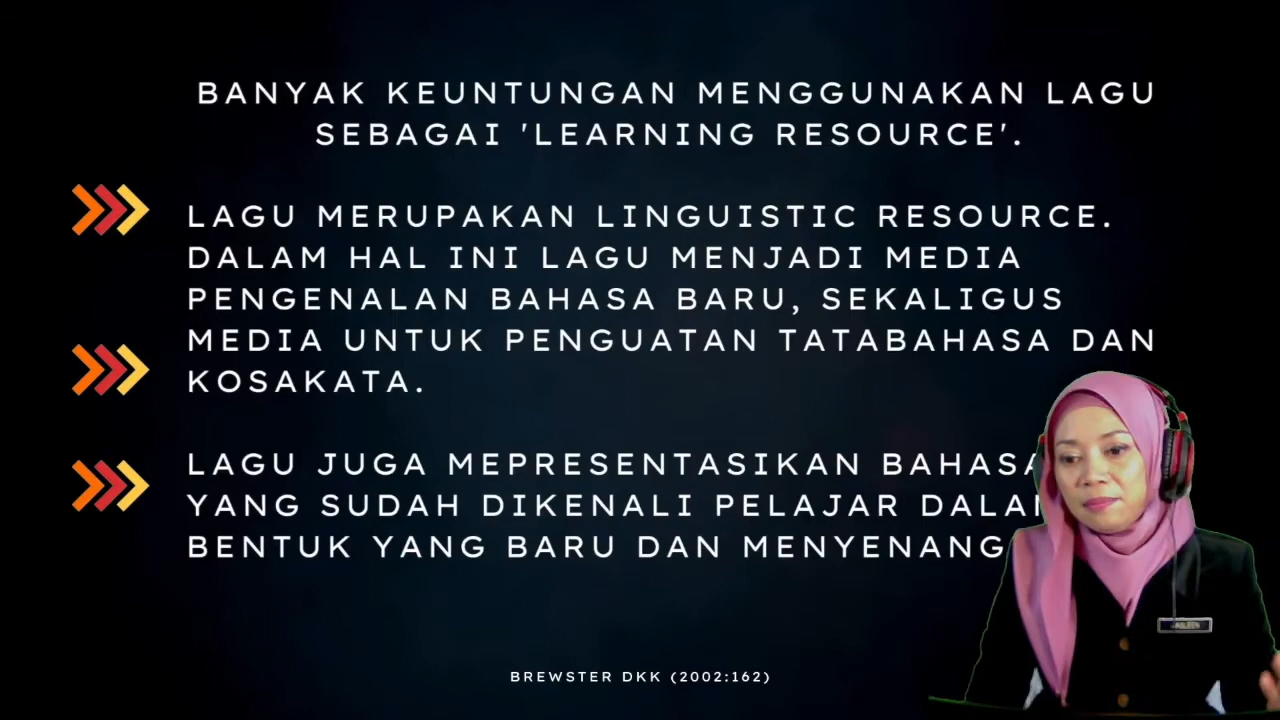 BANYAK KEUNTUNGAN MENGGUNAKAN LAGU
SEBAGAI 'LEARNING RESOURCE'.
LAGU MERUPAKAN LINGUISTIC RESOURCE.
DALAM HAL INI LAGU MENJADI MEDIA
PENGENALAN BAHASA BARU, SEKALIGUS
MEDIA UNTUK PENGUATAN TATABAHASA DAN
KOSAKATA.
LAGU JUGA MEPRESENTASIKAN BAHASA
YANG SUDAH DIKENALI PELAJAR
BENTUK YANG BARU DAN
BREWSTER DKK (2002:162)